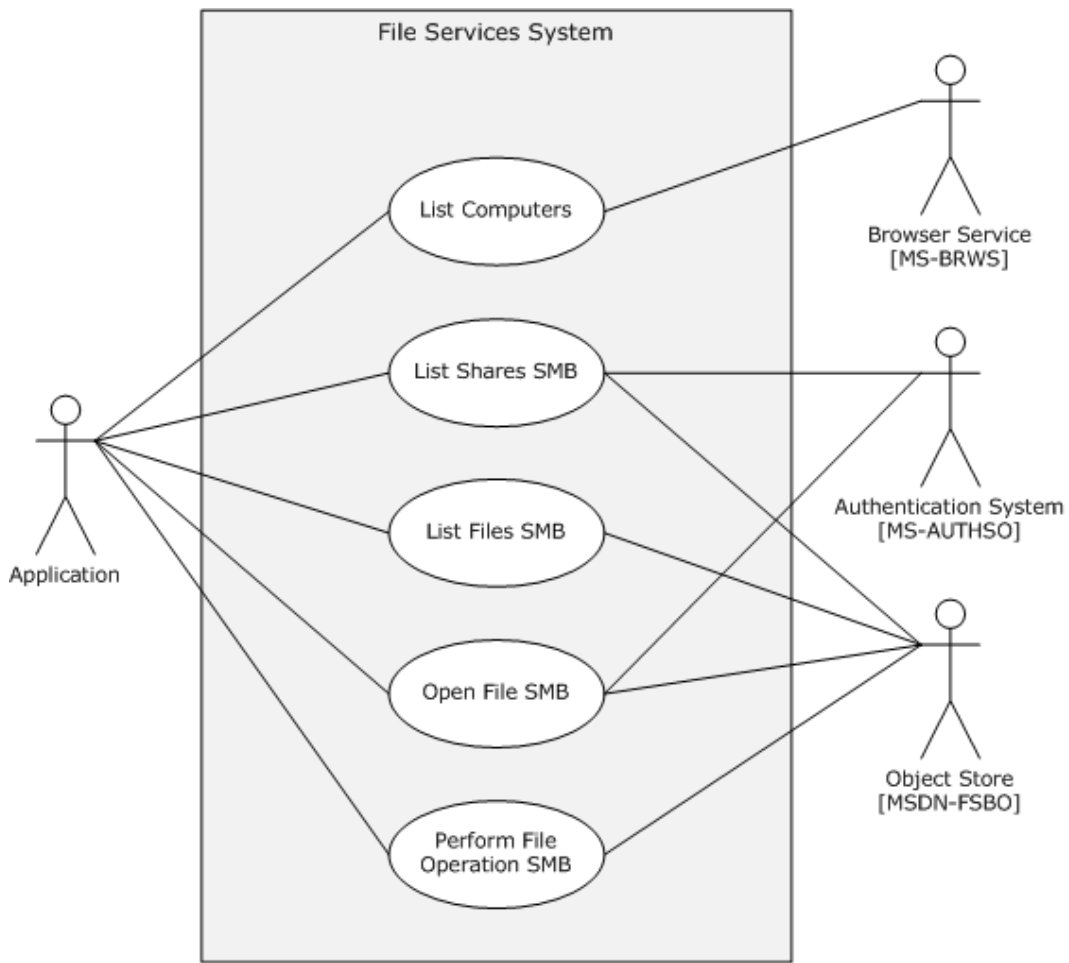 File Services System
List Computers
Browser Service
[MS-BRWS]
List Shares SMB
Authentication System
[MS-AUTHSO]
List Files SMB
Application
Open File SMB
Object Store
[MSDN-FSBO]
Perform File
Operation SMB